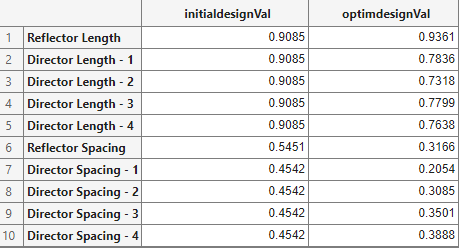 initialdesignVal optimdesignVal
1 Reflector Length 0.9085 0.9361
2 Director Length - 1 0.9085 0.7836
3 Director Length - 2 0.9085 0.7318
4 Director Length - 3 0.9085 0.7799
5 Director Length - 4 0.9085 0.7638
6 Reflector Spacing 0.5451 0.3166
7 Director Spacing - 1 0.4542 0.2054
8 Director Spacing - 2 0.4542 0.3085
9 Director Spacing - 3 0.4542 0.3501
10 Director Spacing - 4 0.4542 0.3888